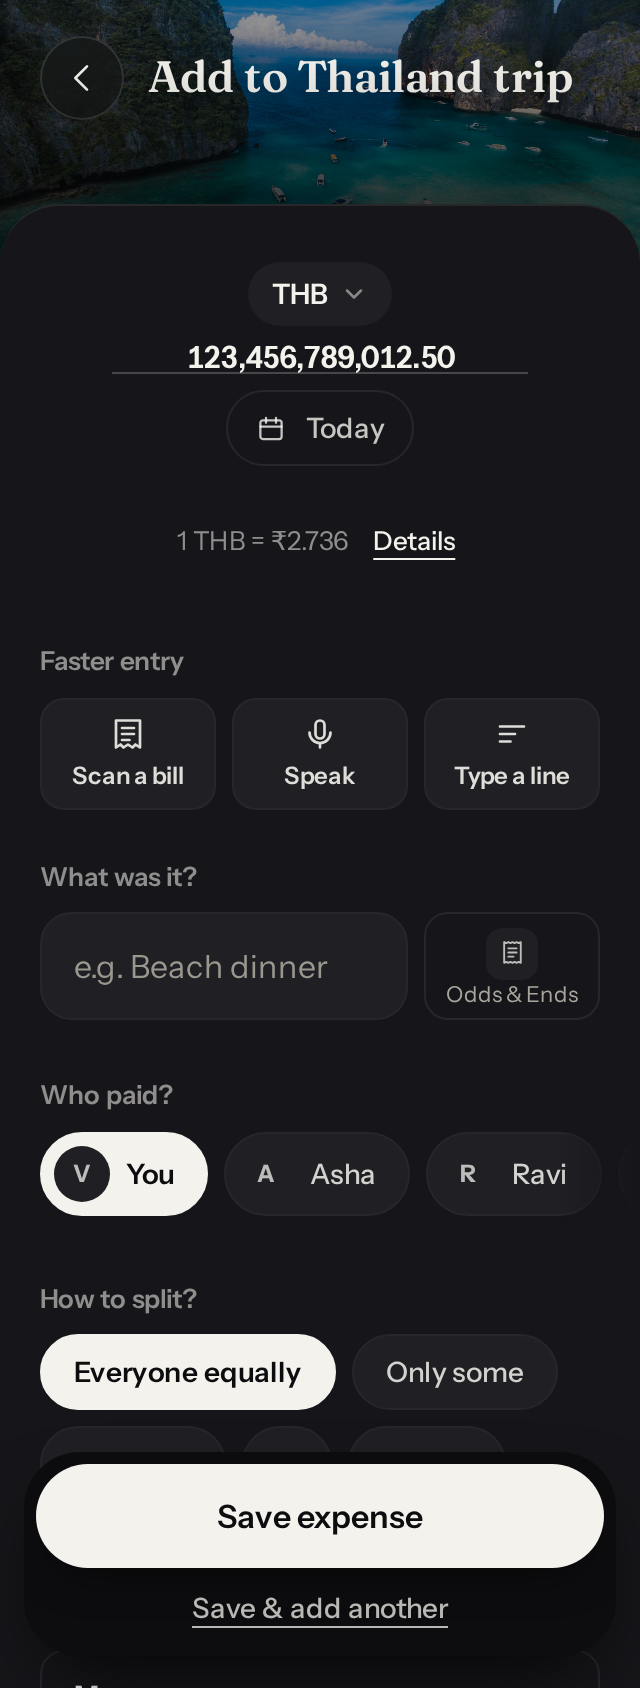 Add to Thailand trip
THB
123,456,789,012.50
Today
1 THB = ₹2.736 Details
Faster entry
Scan a bill
Speak
Type a line
What was it?
e.g. Beach dinner
Odds & Ends
Who paid?
V You
A Asha
R Ravi
How to split?
Everyone equally
Only some
Save expense
Save & add another